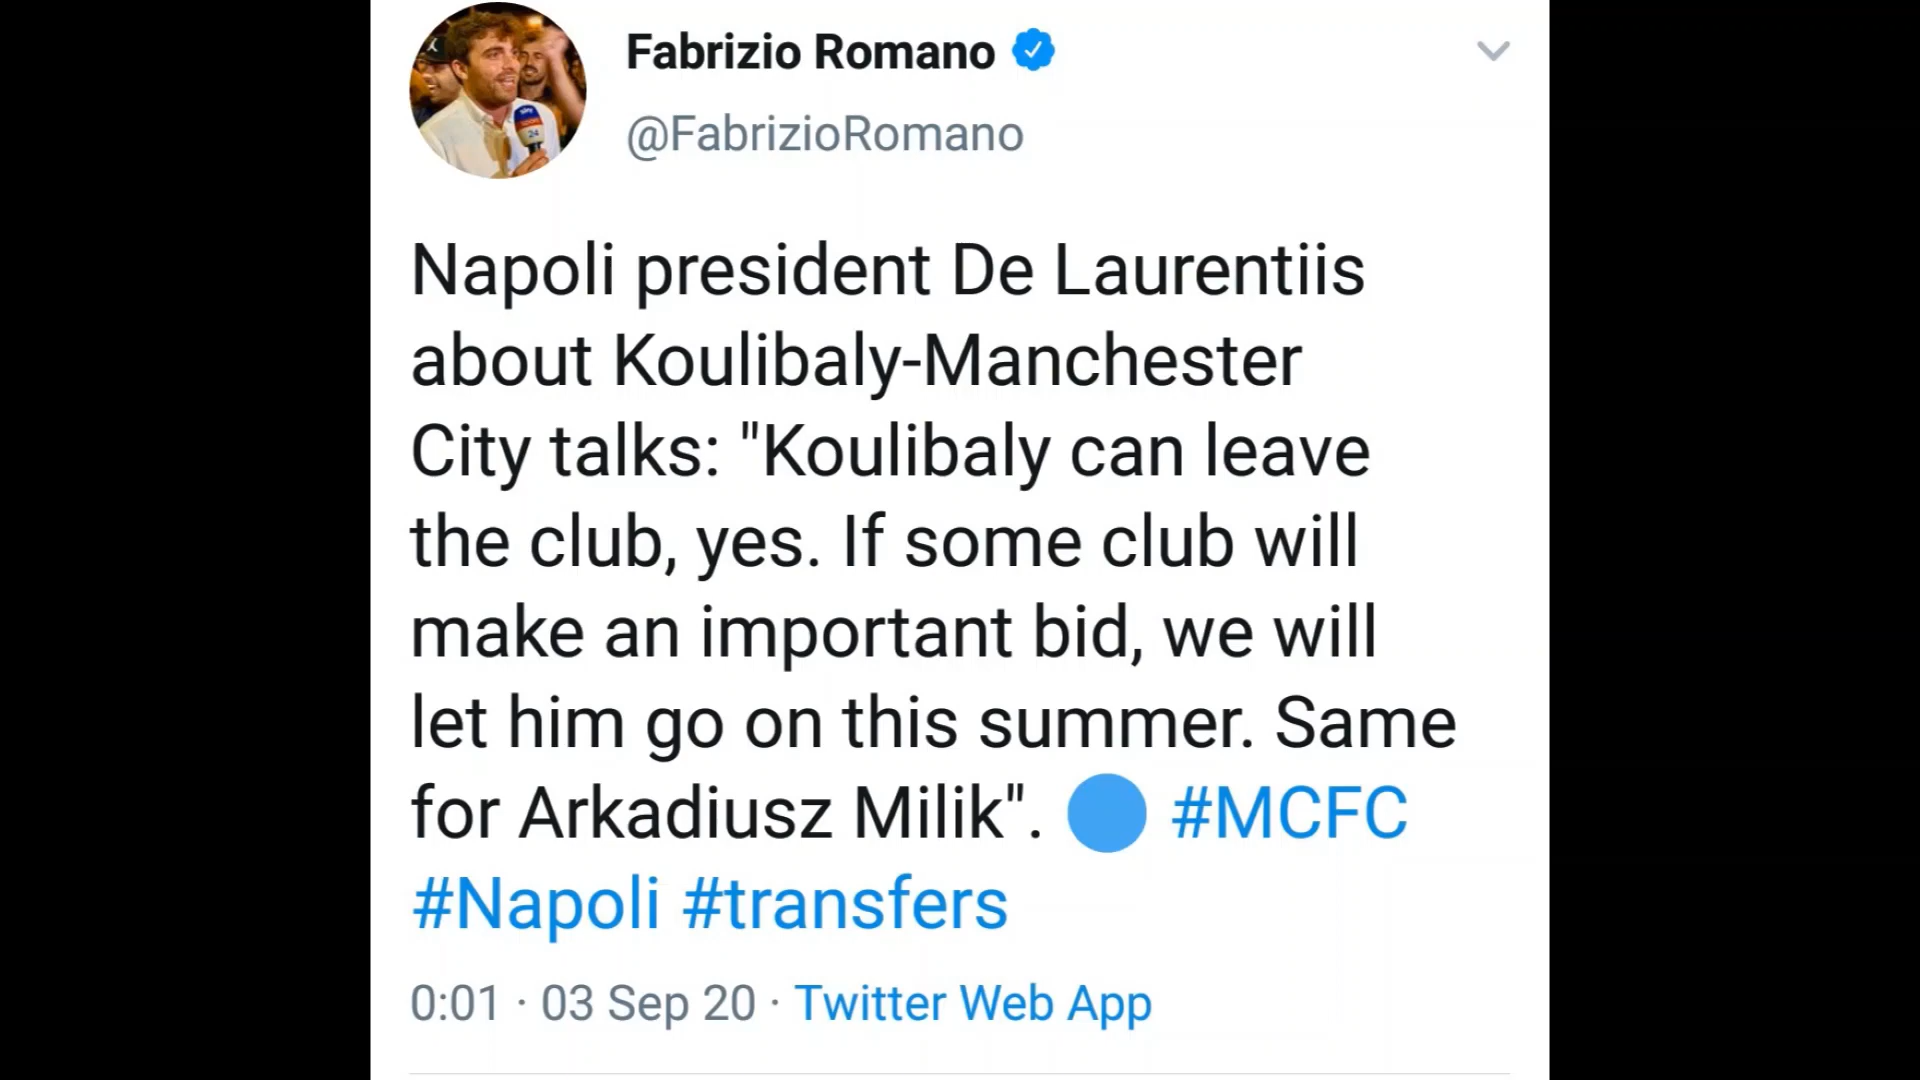 Fabrizio Romano
@FabrizioRomano
Napoli president De Laurentiis
about Koulibaly-Manchester
City talks: "Koulibaly can leave
the club, yes. If some club will
make an important bid, we will
let him go on this summer. Same
for Arkadiusz Milik". 🔵 #MCFC
#Napoli #transfers
0:01 · 03 Sep 20 · Twitter Web App